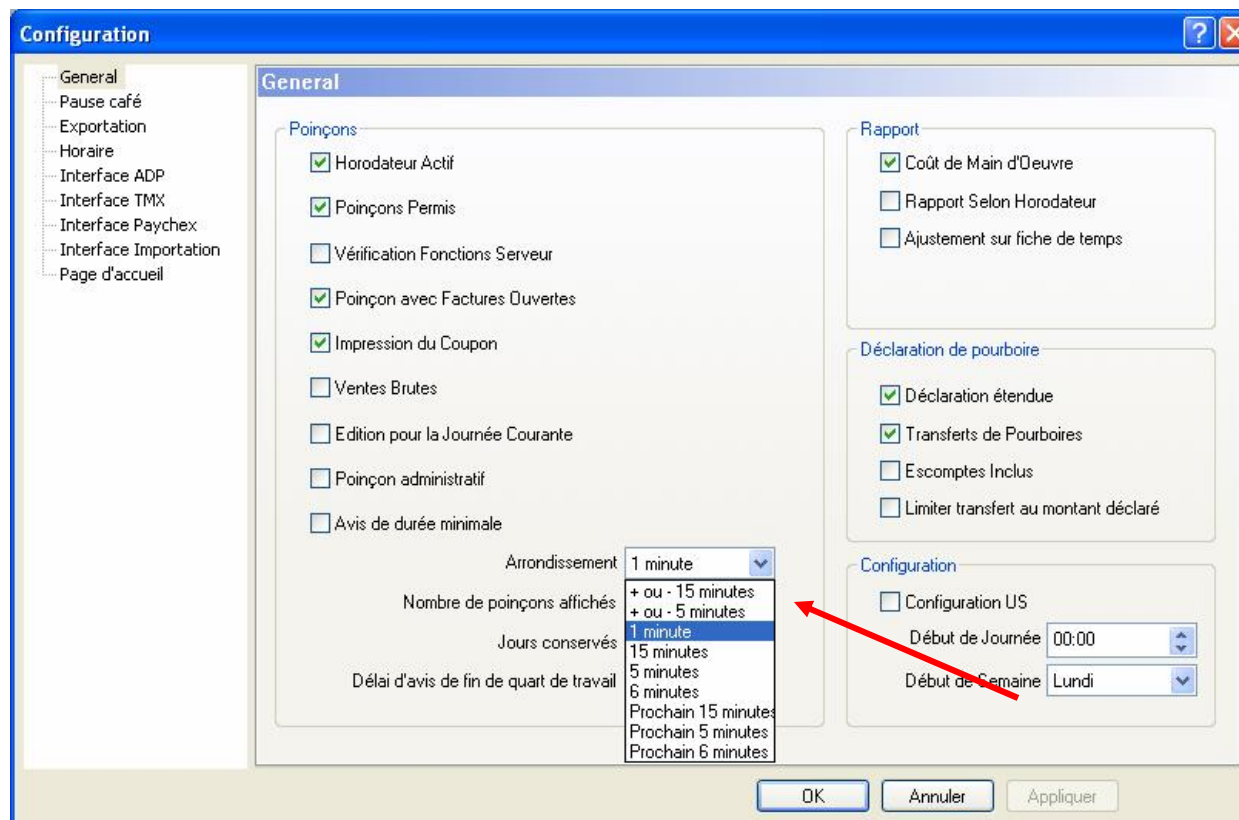 Configuration
General
Pause café
Exportation
Horaire
Interface ADP
Interface TMX
Interface Paychex
Interface Importation
Page d'accueil
General
Poinçons
Horodateur Actif
Poinçons Permis
Vérification Fonctions Serveur
Poinçon avec Factures Ouvertes
Impression du Coupon
Ventes Brutes
Edition pour la Journée Courante
Poinçon administratif
Avis de durée minimale
Arrondissement 1 minute
Nombre de poinçons affichés
Jours conservés
Délai d'avis de fin de quart de travail
+ ou - 15 minutes
+ ou - 5 minutes
1 minute
15 minutes
5 minutes
6 minutes
Prochain 15 minutes
Prochain 5 minutes
Prochain 6 minutes
Rapport
Coût de Main d'Oeuvre
Rapport Selon Horodateur
Ajustement sur fiche de temps
Déclaration de pourboire
Déclaration étendue
Transferts de Pourboires
Escomptes Inclus
Limiter transfert au montant déclaré
Configuration
Configuration US
Début de Journée 00:00
Début de Semaine Lundi
OK Annuler Appliquer